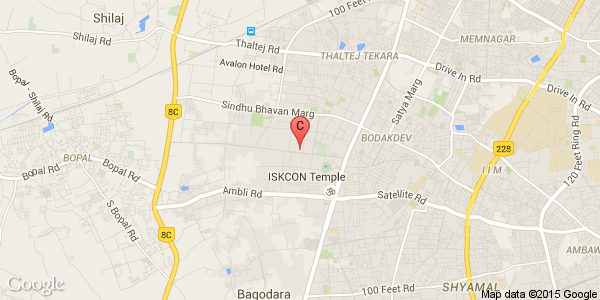 100 Feet Rd
Shilaj
Shilaj Rd
Thaltej Rd
MEMNAGAR
THALTEJ TEKARA
Avalon Hotel Rd
Drive In Rd
Drive In Rd
Satya Marg
Bopal - Shilaj Rd
8C
Sindhu Bhavan Marg
C
BODAKDEV
228
120 Feet Ring Rd
BOPAL
Bopal Rd
Bopal Rd
ISKCON Temple
IIM
Ambli Rd
Satellite Rd
S Bopal Rd
8C
AMBAW
Google
Bagodara
100 Feet Rd
SHYAMAL
Map data ©2015 Google